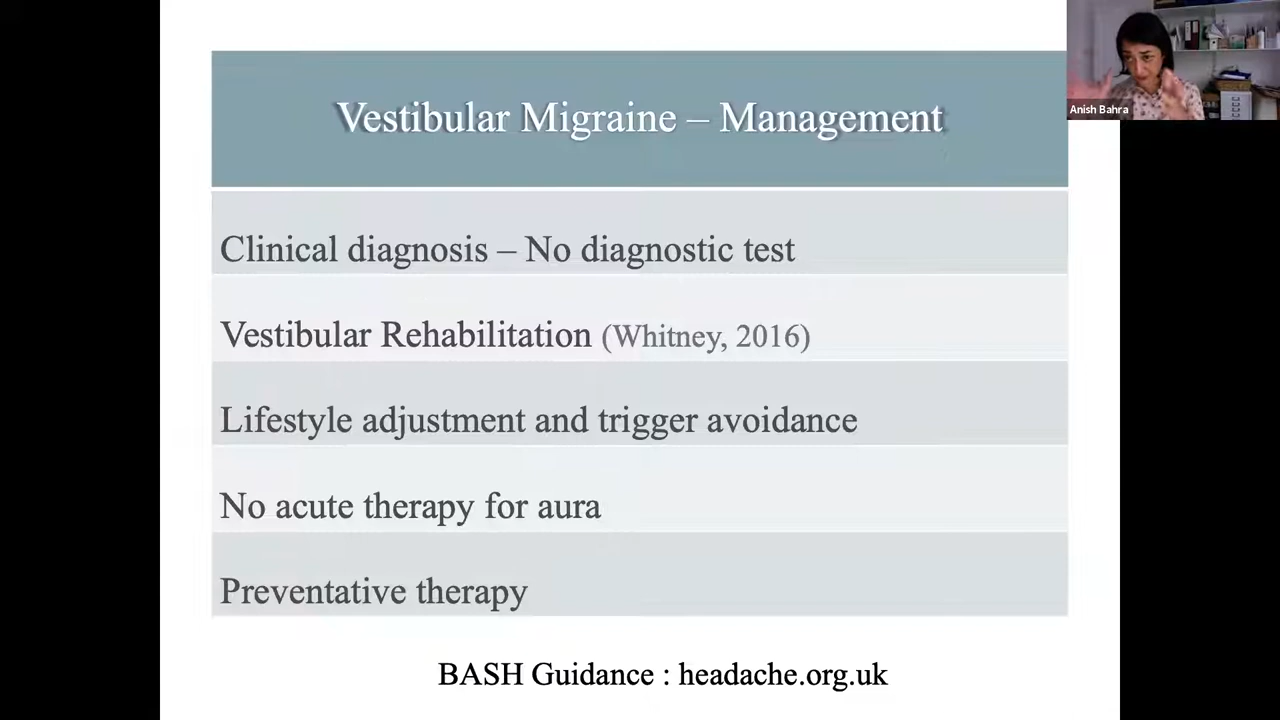 Vestibular Migraine – Management
Anish Bahra
Clinical diagnosis – No diagnostic test
Vestibular Rehabilitation (Whitney, 2016)
Lifestyle adjustment and trigger avoidance
No acute therapy for aura
Preventative therapy
BASH Guidance : headache.org.uk